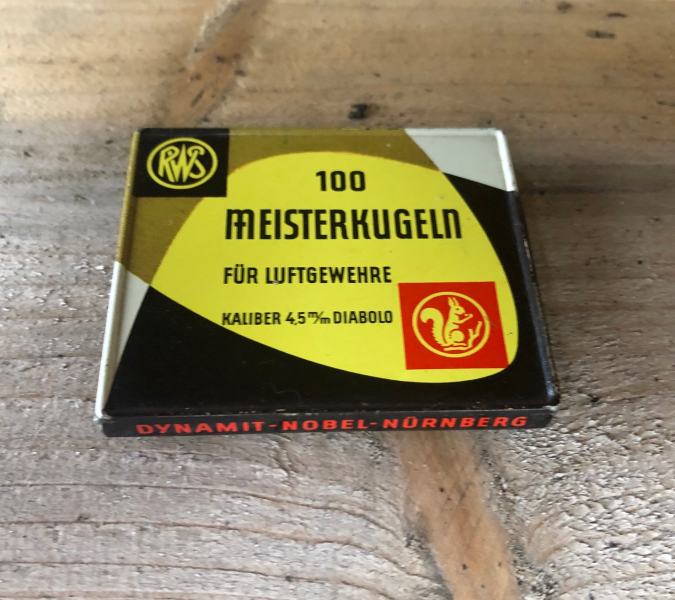 RWS
100
MEISTERKUGELN
FÜR LUFTGEWEHRE
KALIBER 4,5 m/m DIABOLO
DYNAMIT-NOBEL-NÜRNBERG